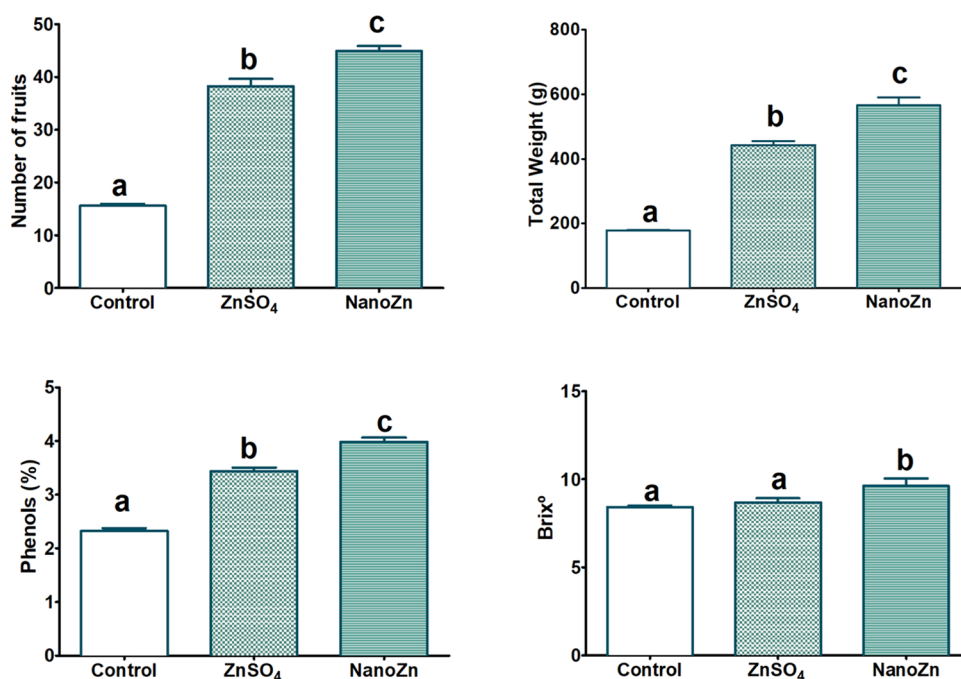 Number of fruits
50
40
30
20
10
0
a
b
c
Control ZnSO₄ NanoZn
Total Weight (g)
800
600
400
200
0
a
b
c
Control ZnSO₄ NanoZn
Phenols (%)
5
4
3
2
1
0
a
b
c
Control ZnSO₄ NanoZn
Brixº
15
10
5
0
a
a
b
Control ZnSO₄ NanoZn